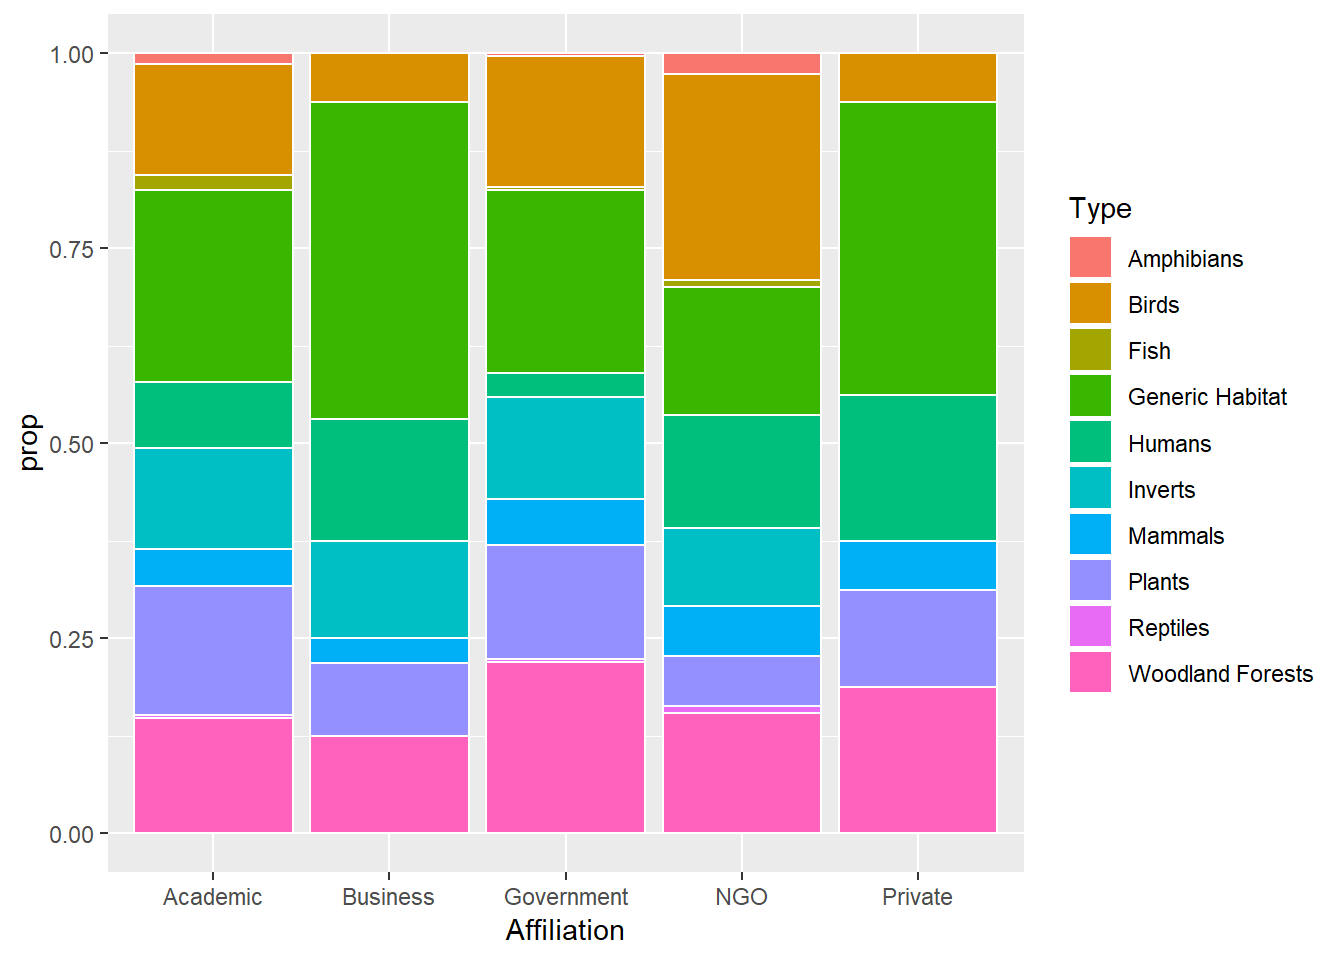 1.00
0.75
0.50
0.25
0.00
prop
Academic
Business
Government
NGO
Private
Affiliation
Type
Amphibians
Birds
Fish
Generic Habitat
Humans
Inverts
Mammals
Plants
Reptiles
Woodland Forests